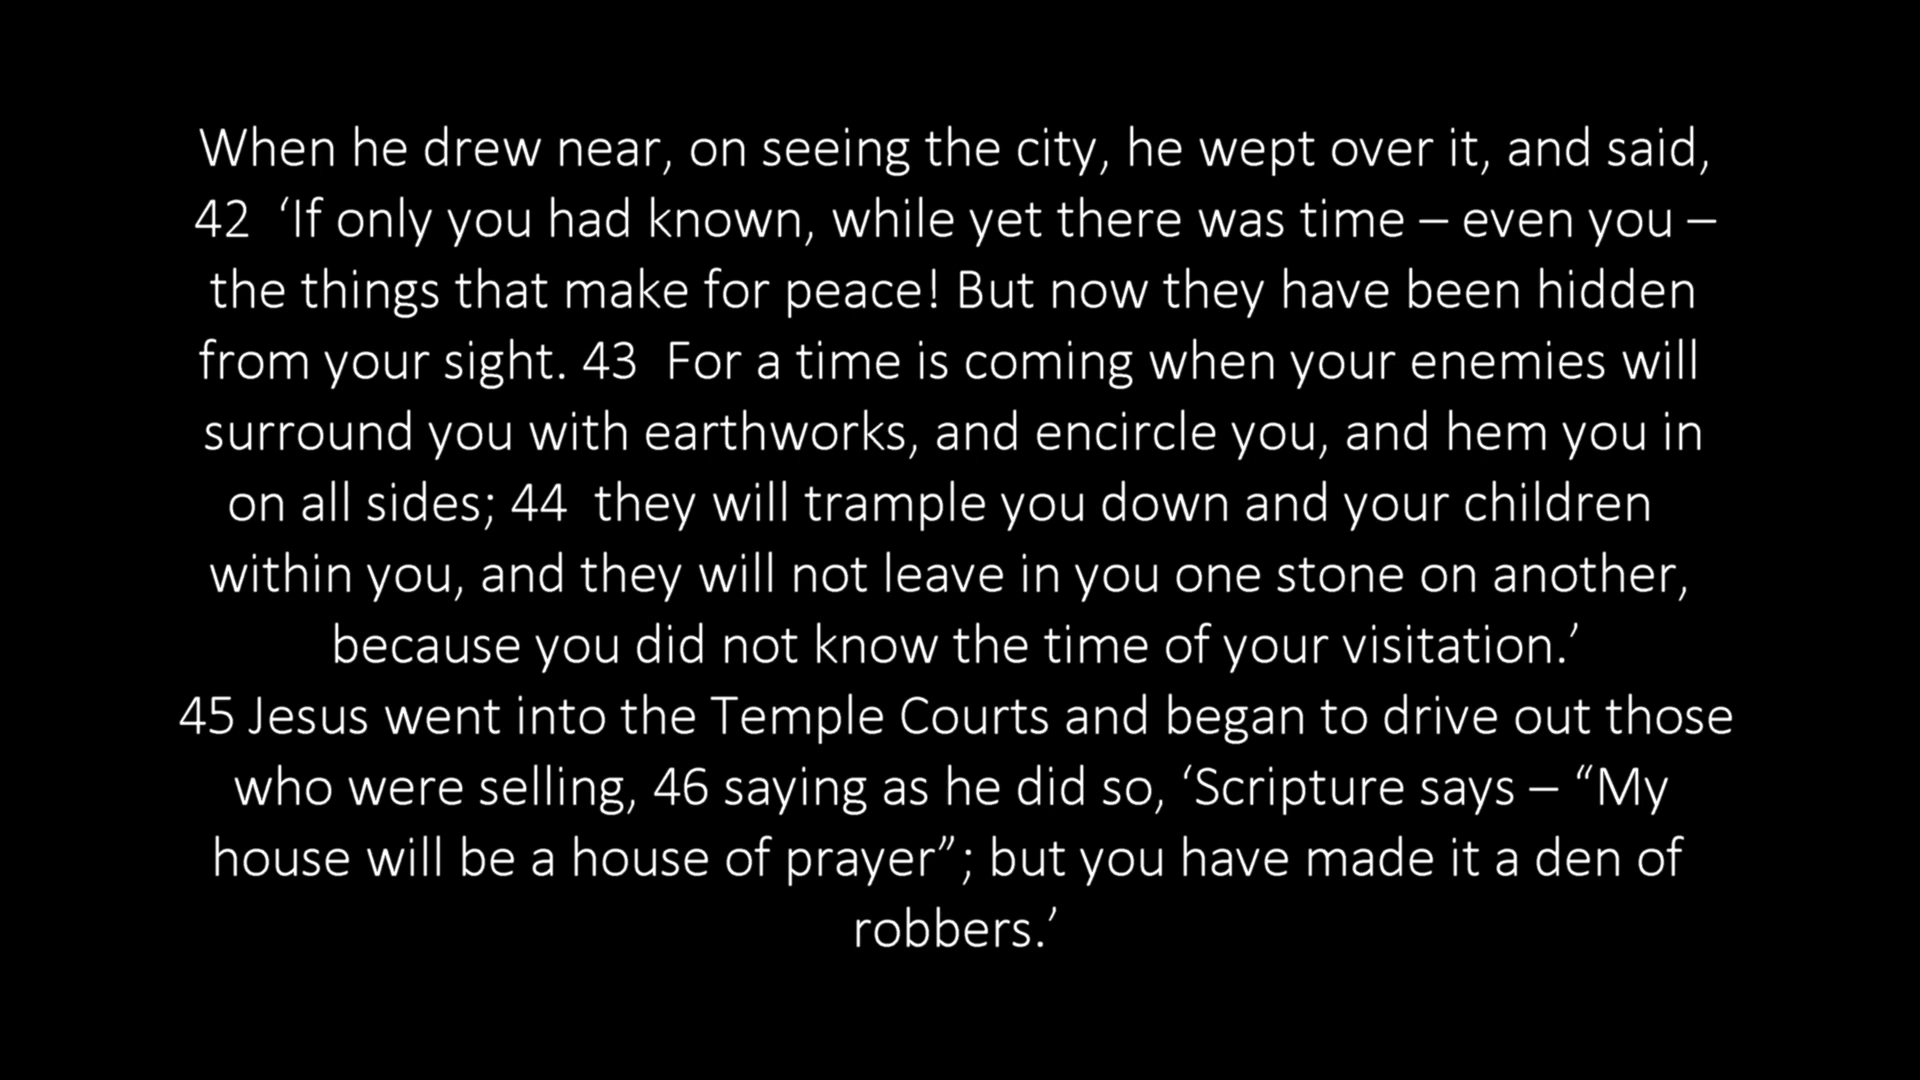 When he drew near, on seeing the city, he wept over it, and said,
42  ‘If only you had known, while yet there was time – even you –
the things that make for peace! But now they have been hidden
from your sight. 43  For a time is coming when your enemies will
surround you with earthworks, and encircle you, and hem you in
on all sides; 44  they will trample you down and your children
within you, and they will not leave in you one stone on another,
because you did not know the time of your visitation.’
45 Jesus went into the Temple Courts and began to drive out those
who were selling, 46 saying as he did so, ‘Scripture says – “My
house will be a house of prayer”; but you have made it a den of
robbers.’